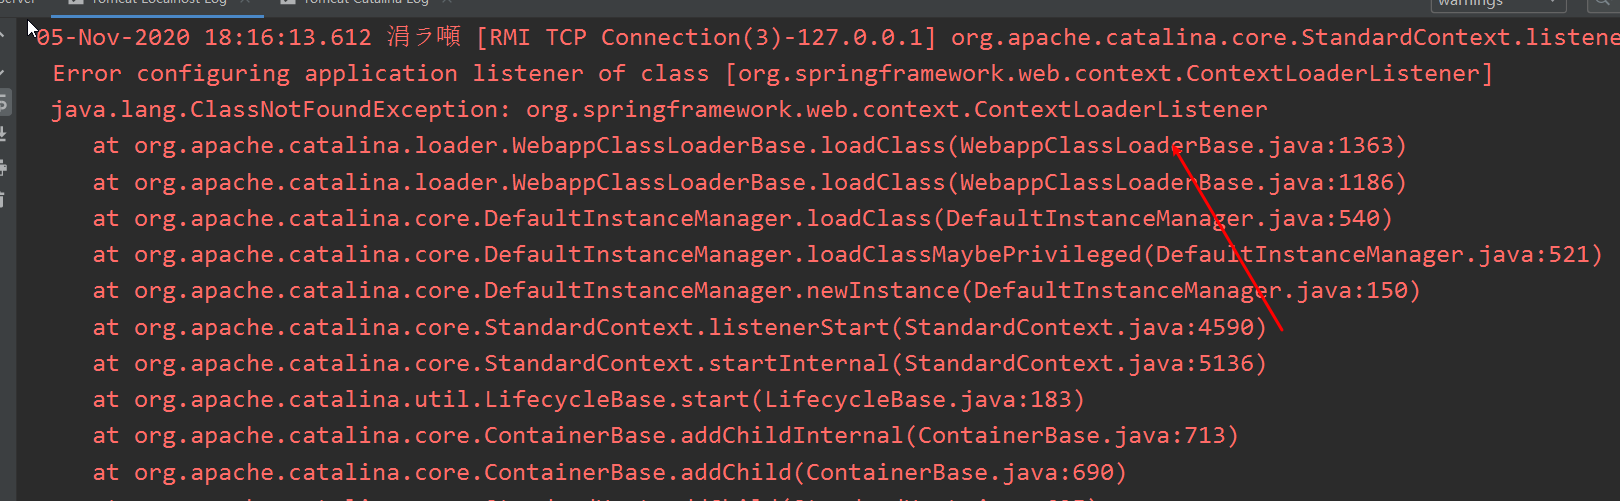 Tomcat Localhost Log Tomcat Catalina Log warnings
05-Nov-2020 18:16:13.612 涓ラ噸 [RMI TCP Connection(3)-127.0.0.1] org.apache.catalina.core.StandardContext.listene
Error configuring application listener of class [org.springframework.web.context.ContextLoaderListener]
java.lang.ClassNotFoundException: org.springframework.web.context.ContextLoaderListener
at org.apache.catalina.loader.WebappClassLoaderBase.loadClass(WebappClassLoaderBase.java:1363)
at org.apache.catalina.loader.WebappClassLoaderBase.loadClass(WebappClassLoaderBase.java:1186)
at org.apache.catalina.core.DefaultInstanceManager.loadClass(DefaultInstanceManager.java:540)
at org.apache.catalina.core.DefaultInstanceManager.loadClassMaybePrivileged(DefaultInstanceManager.java:521)
at org.apache.catalina.core.DefaultInstanceManager.newInstance(DefaultInstanceManager.java:150)
at org.apache.catalina.core.StandardContext.listenerStart(StandardContext.java:4590)
at org.apache.catalina.core.StandardContext.startInternal(StandardContext.java:5136)
at org.apache.catalina.util.LifecycleBase.start(LifecycleBase.java:183)
at org.apache.catalina.core.ContainerBase.addChildInternal(ContainerBase.java:713)
at org.apache.catalina.core.ContainerBase.addChild(ContainerBase.java:690)